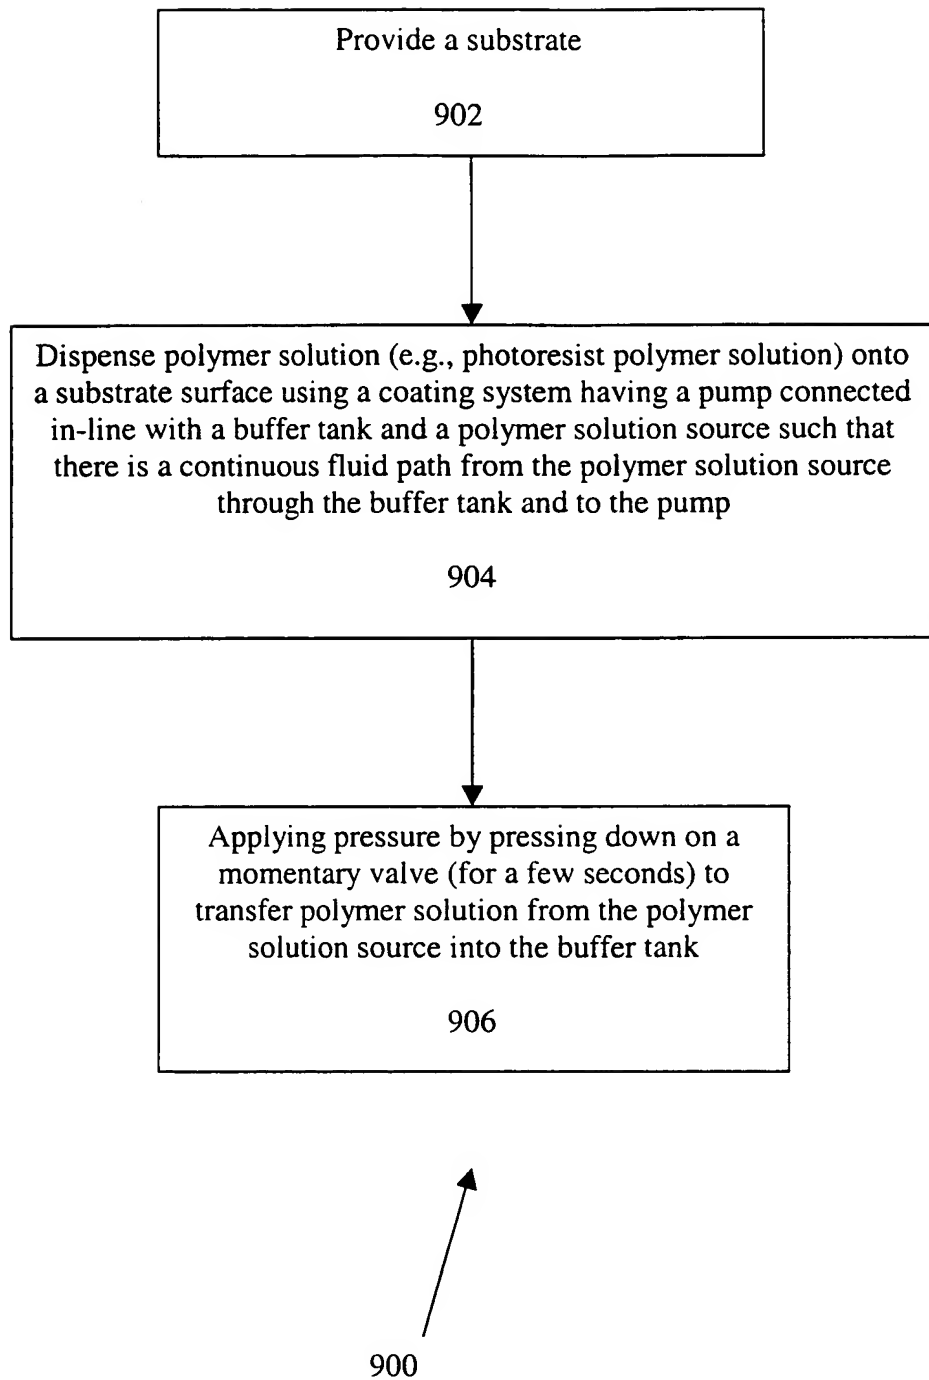 Provide a substrate
902
Dispense polymer solution (e.g., photoresist polymer solution) onto
a substrate surface using a coating system having a pump connected
in-line with a buffer tank and a polymer solution source such that
there is a continuous fluid path from the polymer solution source
through the buffer tank and to the pump
904
Applying pressure by pressing down on a
momentary valve (for a few seconds) to
transfer polymer solution from the polymer
solution source into the buffer tank
906
900